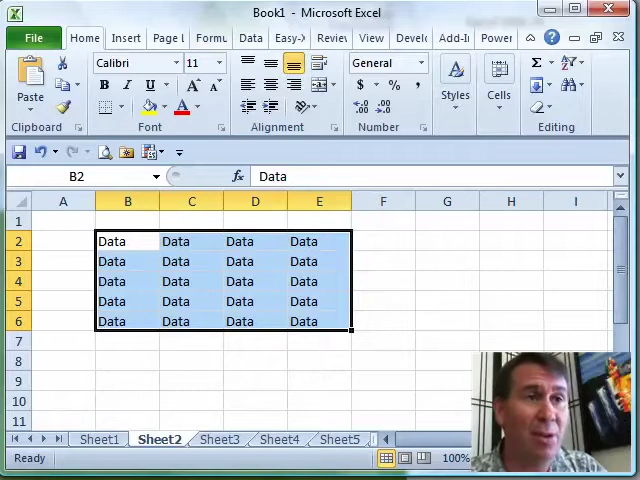 Book1 - Microsoft Excel
File Home Insert Page L Formu Data Ex Review View Devel Add-In Power
Calibri 11 General
Paste Styles Cells
B I U $ % ,
Clipboard Font Alignment Number Editing
B2 fx Data
A B C D E F G H I
1
2 Data Data Data Data
3 Data Data Data Data
4 Data Data Data Data
5 Data Data Data Data
6 Data Data Data Data
7
8
9
10
11
Sheet1 Sheet2 Sheet3 Sheet4 Sheet5
Ready 100%